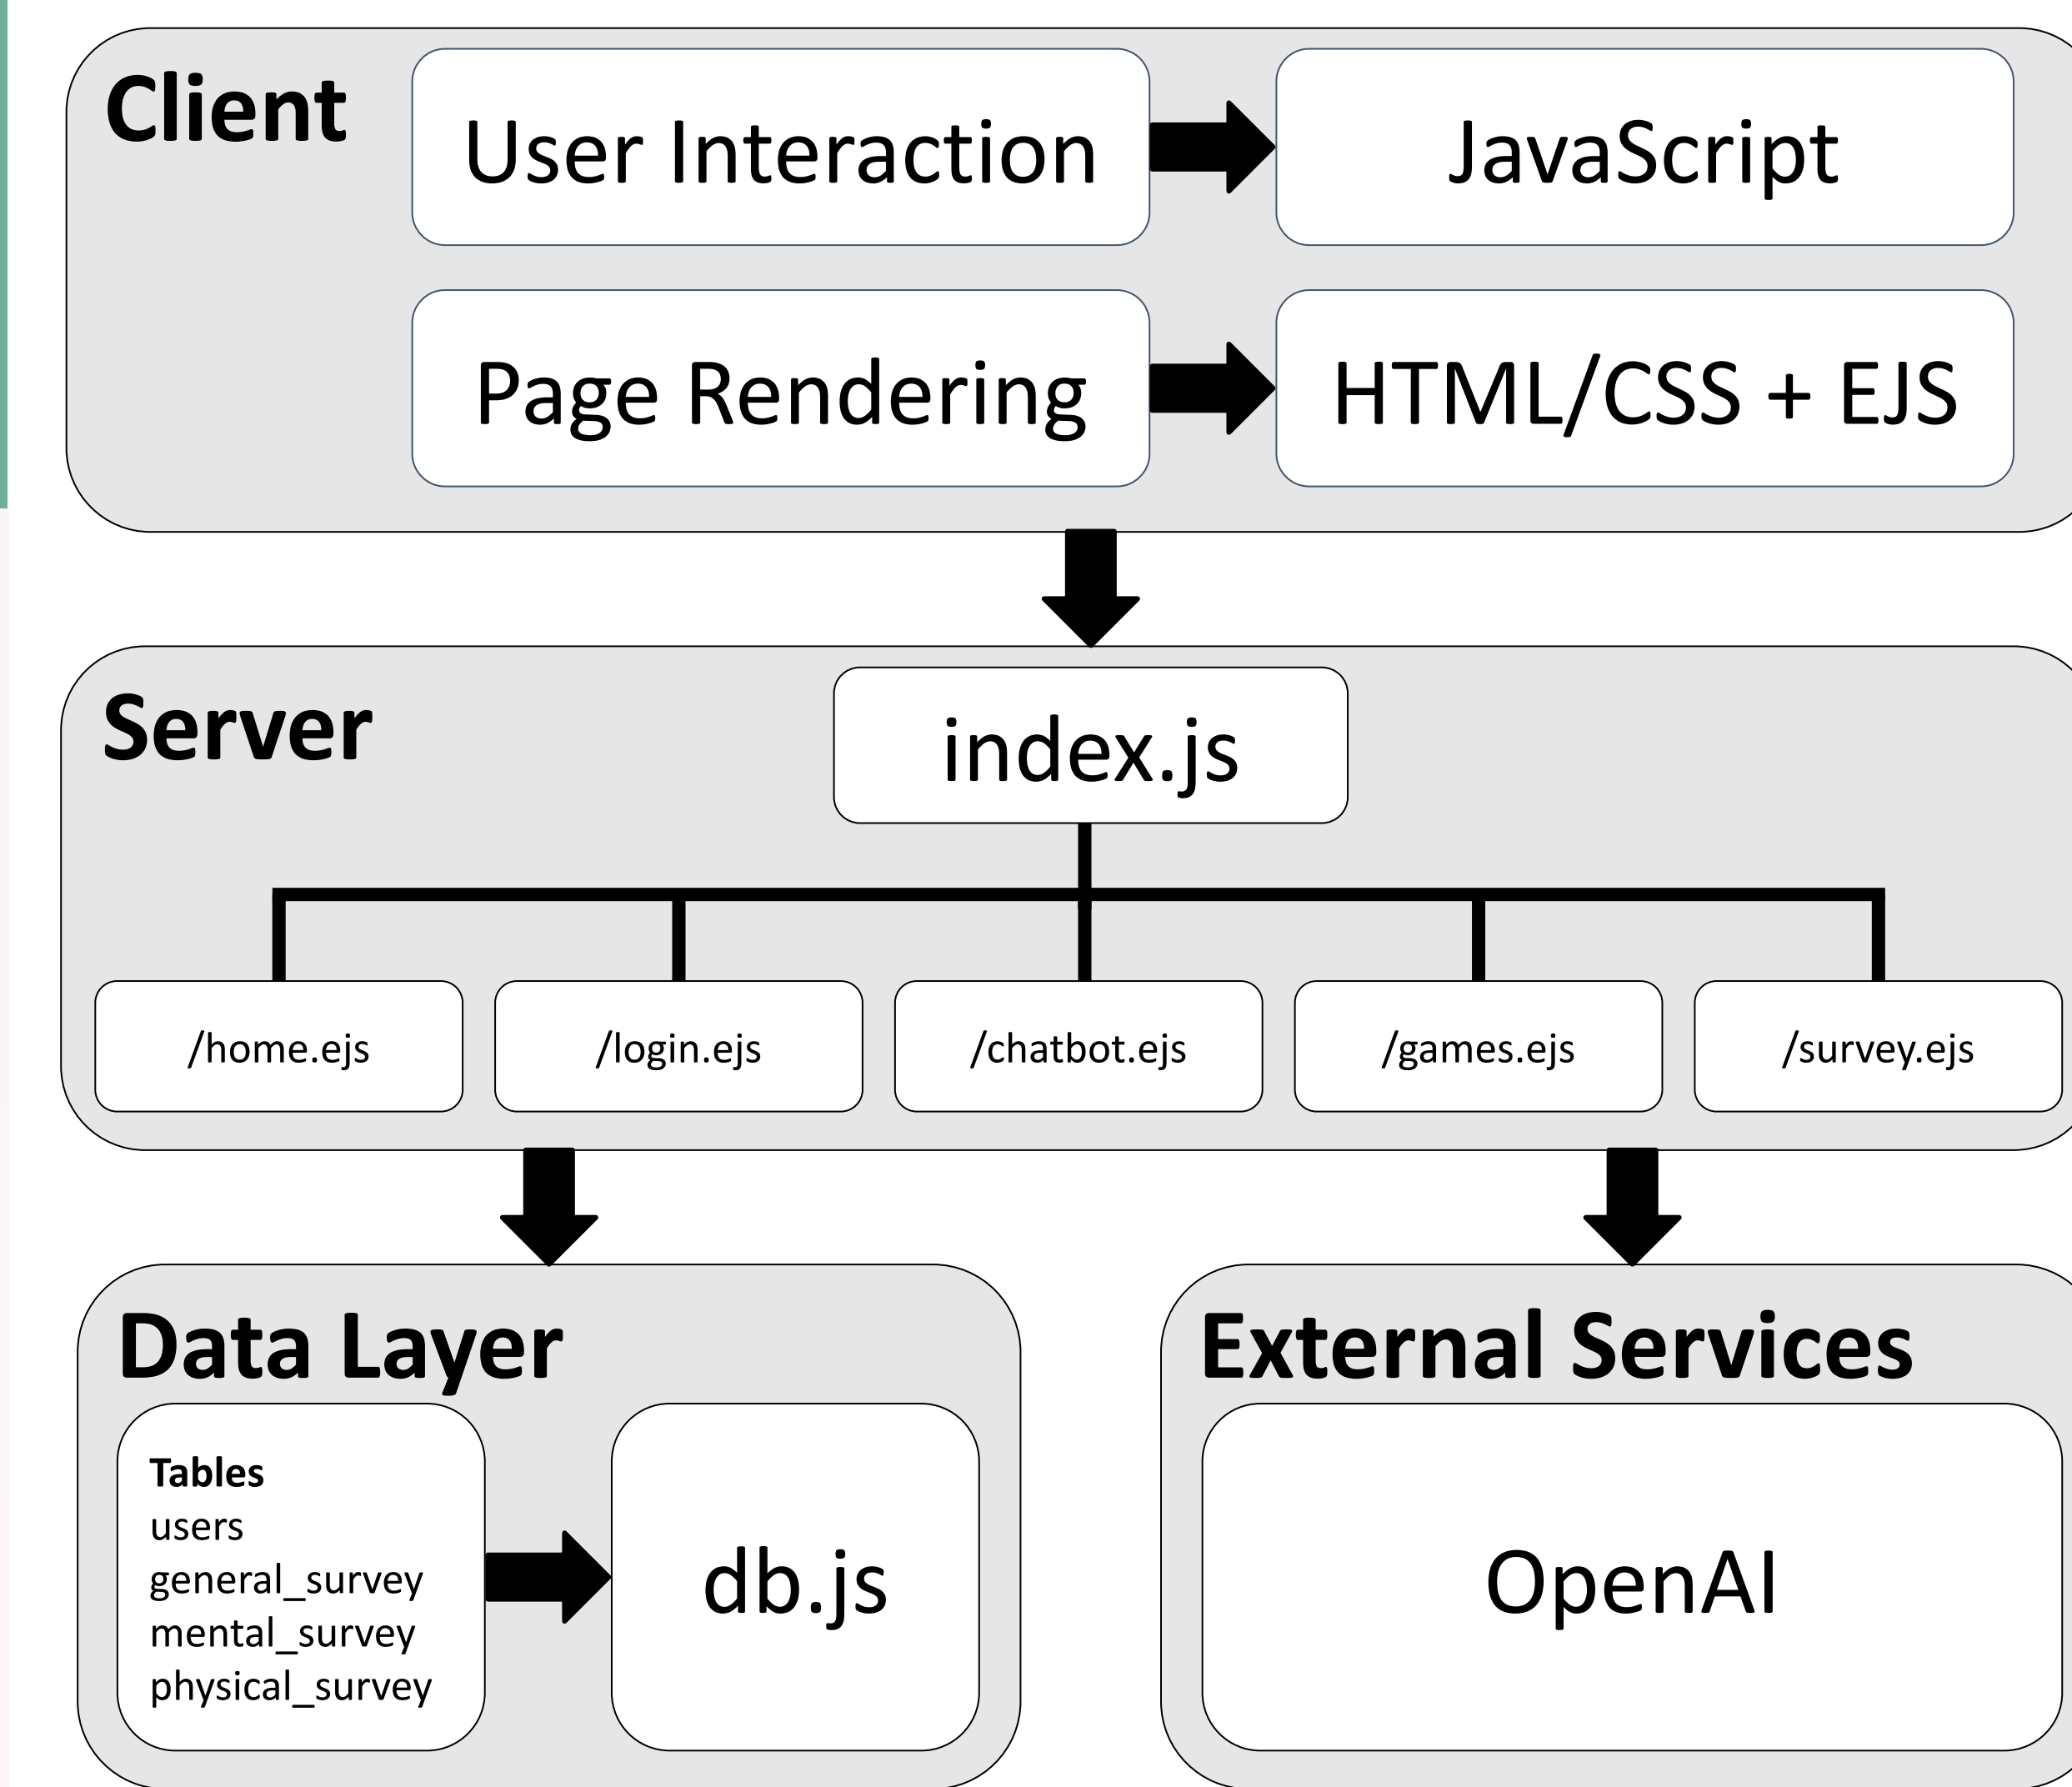 Client
User Interaction
JavaScript
Page Rendering
HTML/CSS + EJS
Server
index.js
/home.ejs
/login.ejs
/chatbot.ejs
/games.ejs
/survey.ejs
Data Layer
Tables
users
general_survey
mental_survey
physical_survey
db.js
External Services
OpenAI